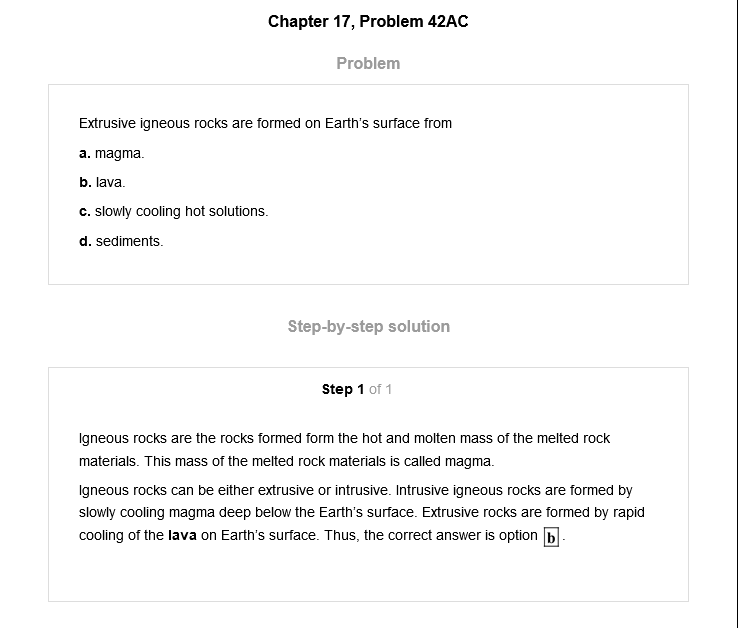 Chapter 17, Problem 42AC
Problem
Extrusive igneous rocks are formed on Earth's surface from
a. magma.
b. lava.
c. slowly cooling hot solutions.
d. sediments.
Step-by-step solution
Step 1 of 1
Igneous rocks are the rocks formed form the hot and molten mass of the melted rock
materials. This mass of the melted rock materials is called magma.
Igneous rocks can be either extrusive or intrusive. Intrusive igneous rocks are formed by
slowly cooling magma deep below the Earth's surface. Extrusive rocks are formed by rapid
cooling of the lava on Earth's surface. Thus, the correct answer is option b.